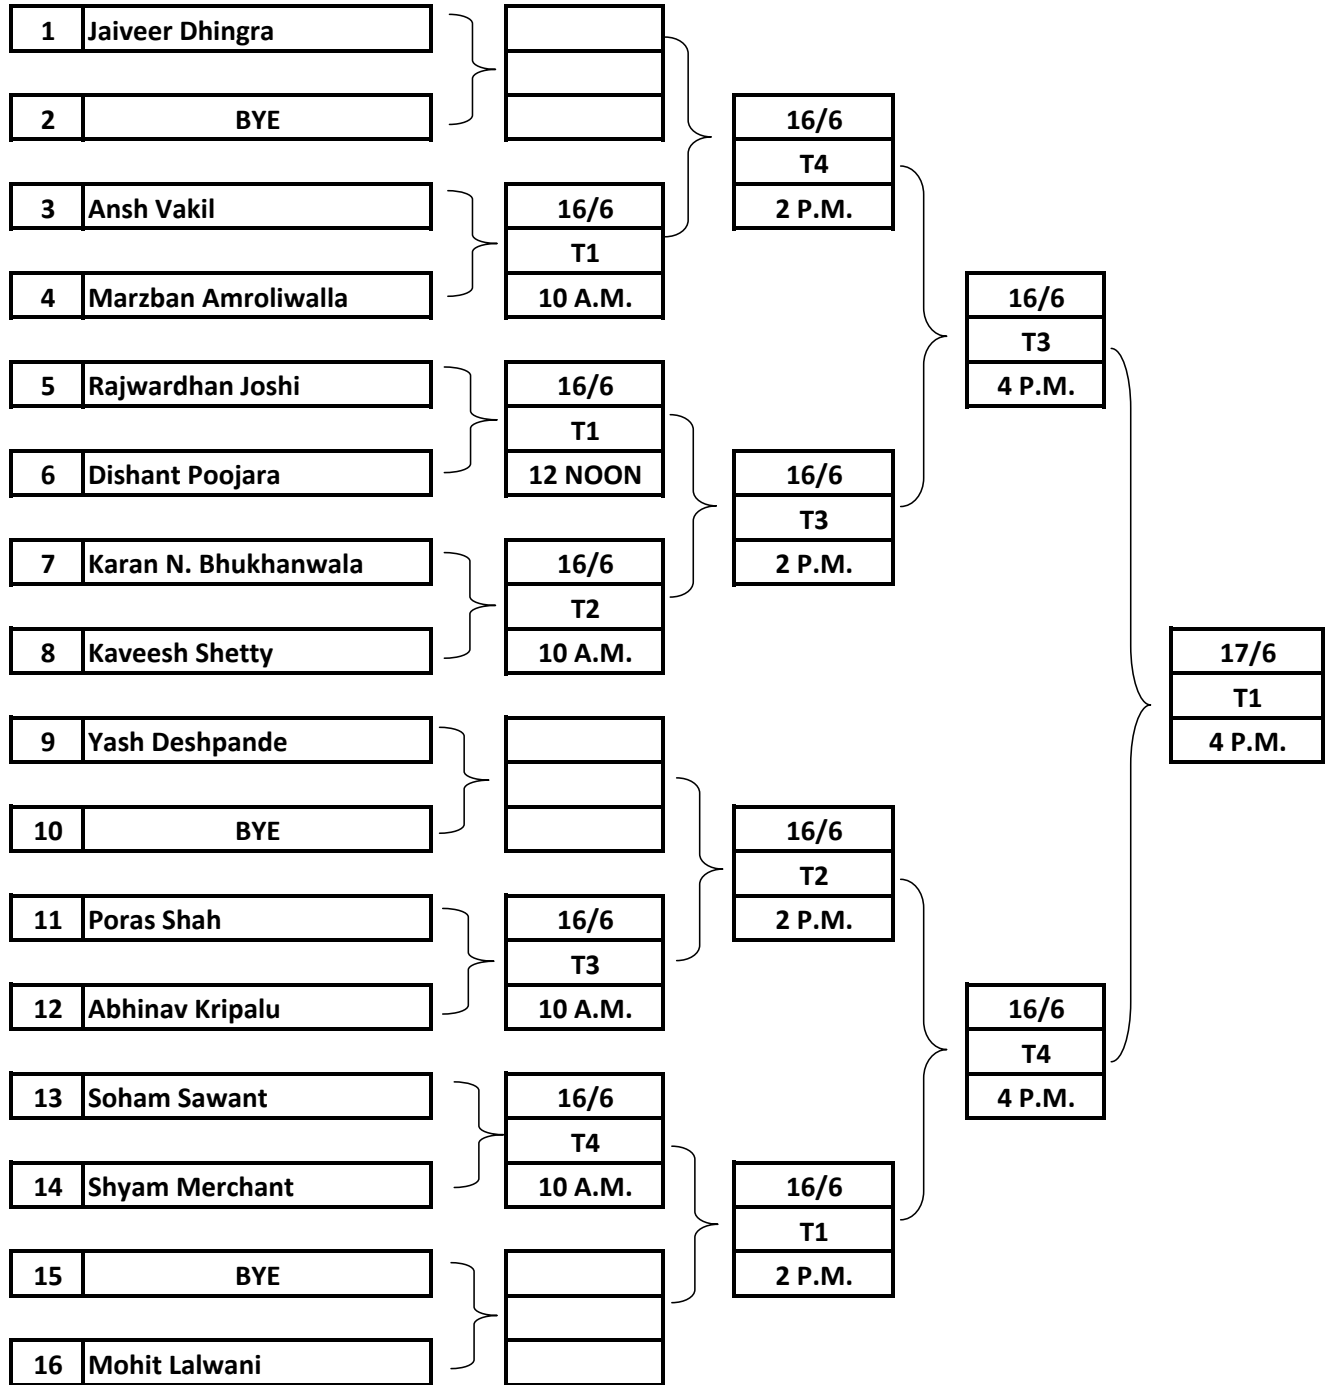 1 Jaiveer Dhingra
2 BYE
16/6
T4
3 Ansh Vakil 16/6 2 P.M.
T1
4 Marzban Amroliwalla 10 A.M. 16/6
T3
5 Rajwardhan Joshi 16/6 4 P.M.
T1
6 Dishant Poojara 12 NOON 16/6
T3
7 Karan N. Bhukhanwala 16/6 2 P.M.
T2
8 Kaveesh Shetty 10 A.M. 17/6
T1
9 Yash Deshpande 4 P.M.
10 BYE 16/6
T2
11 Poras Shah 16/6 2 P.M.
T3
12 Abhinav Kripalu 10 A.M. 16/6
T4
13 Soham Sawant 16/6 4 P.M.
T4
14 Shyam Merchant 10 A.M. 16/6
T1
15 BYE 2 P.M.
16 Mohit Lalwani